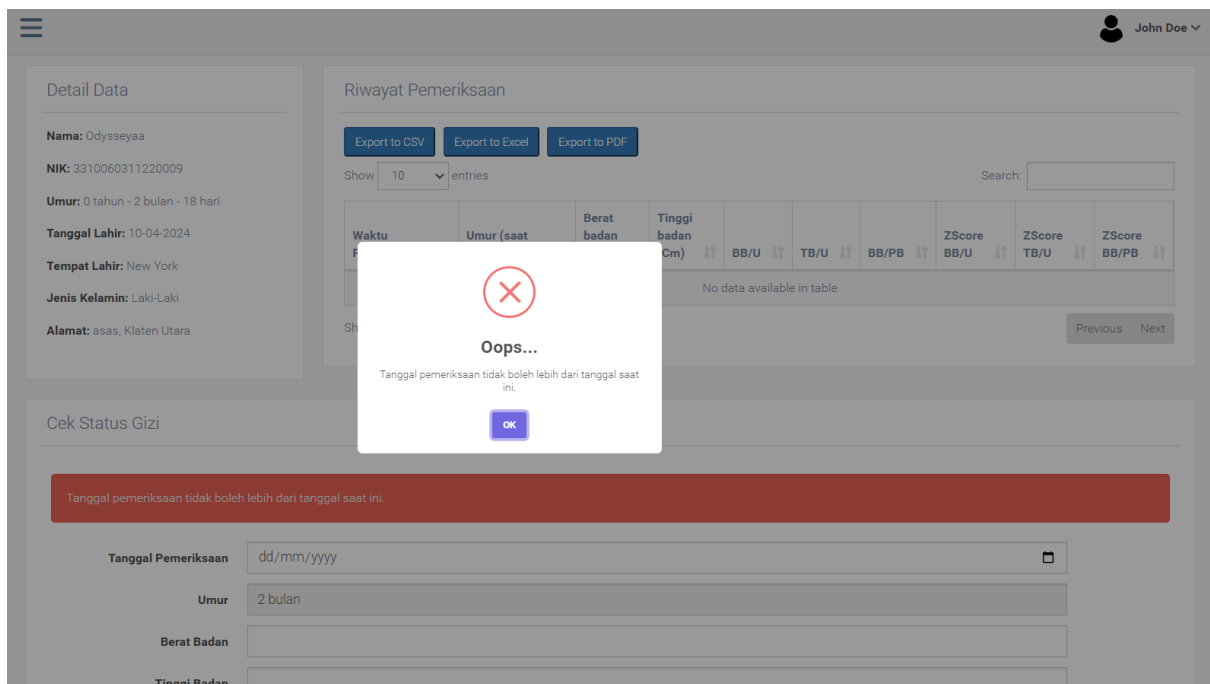 John Doe
Detail Data
Nama: Odysseyaa
NIK: 3310060311220009
Umur: 0 tahun - 2 bulan - 18 hari
Tanggal Lahir: 10-04-2024
Tempat Lahir: New York
Jenis Kelamin: Laki-Laki
Alamat: asas, Klaten Utara
Riwayat Pemeriksaan
Export to CSV Export to Excel Export to PDF
Show 10 entries Search:
Waktu
Umur (saat
Berat
badan
Tinggi
badan
Cm)
BB/U
TB/U
BB/PB
ZScore
BB/U
ZScore
TB/U
ZScore
BB/PB
No data available in table
Sh
Previous Next
Oops...
Tanggal pemeriksaan tidak boleh lebih dari tanggal saat
ini.
OK
Cek Status Gizi
Tanggal pemeriksaan tidak boleh lebih dari tanggal saat ini.
Tanggal Pemeriksaan dd/mm/yyyy
Umur 2 bulan
Berat Badan
Tinggi Badan